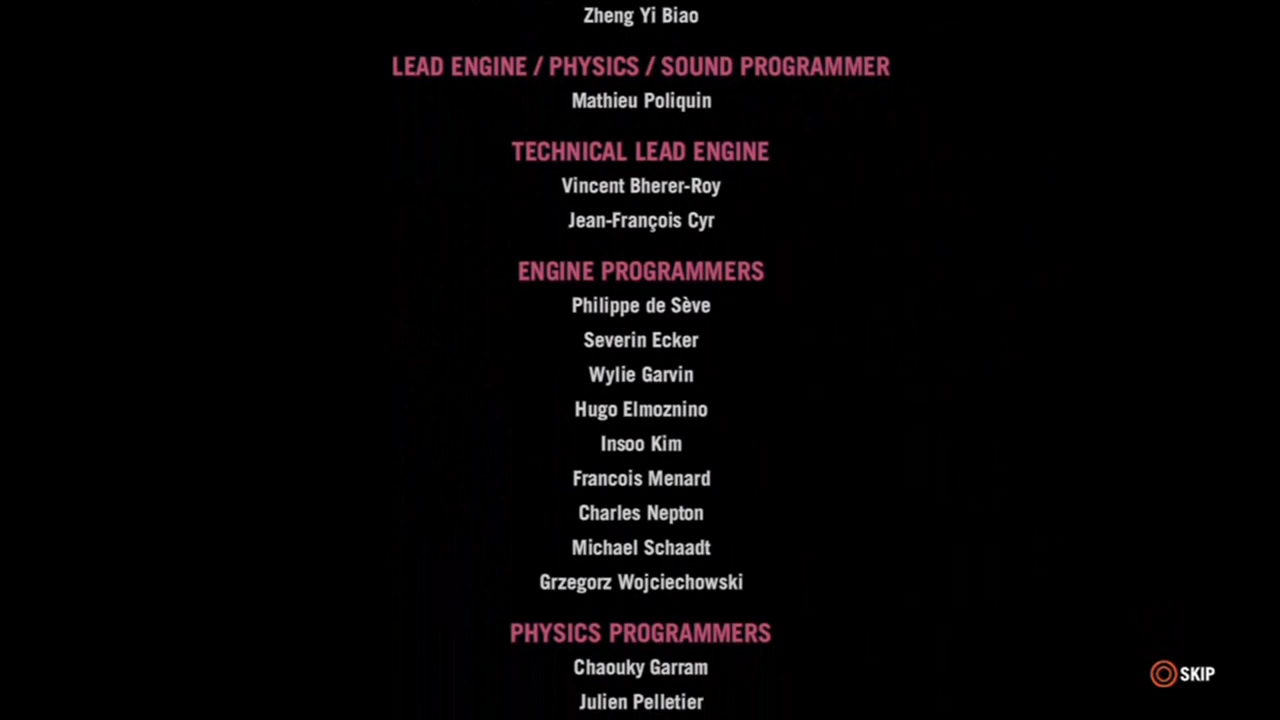 Zheng Yi Biao
LEAD ENGINE / PHYSICS / SOUND PROGRAMMER
Mathieu Poliquin
TECHNICAL LEAD ENGINE
Vincent Bherer-Roy
Jean-François Cyr
ENGINE PROGRAMMERS
Philippe de Sève
Severin Ecker
Wylie Garvin
Hugo Elmoznino
Insoo Kim
Francois Menard
Charles Nepton
Michael Schaadt
Grzegorz Wojciechowski
PHYSICS PROGRAMMERS
Chaouky Garram
Julien Pelletier
SKIP